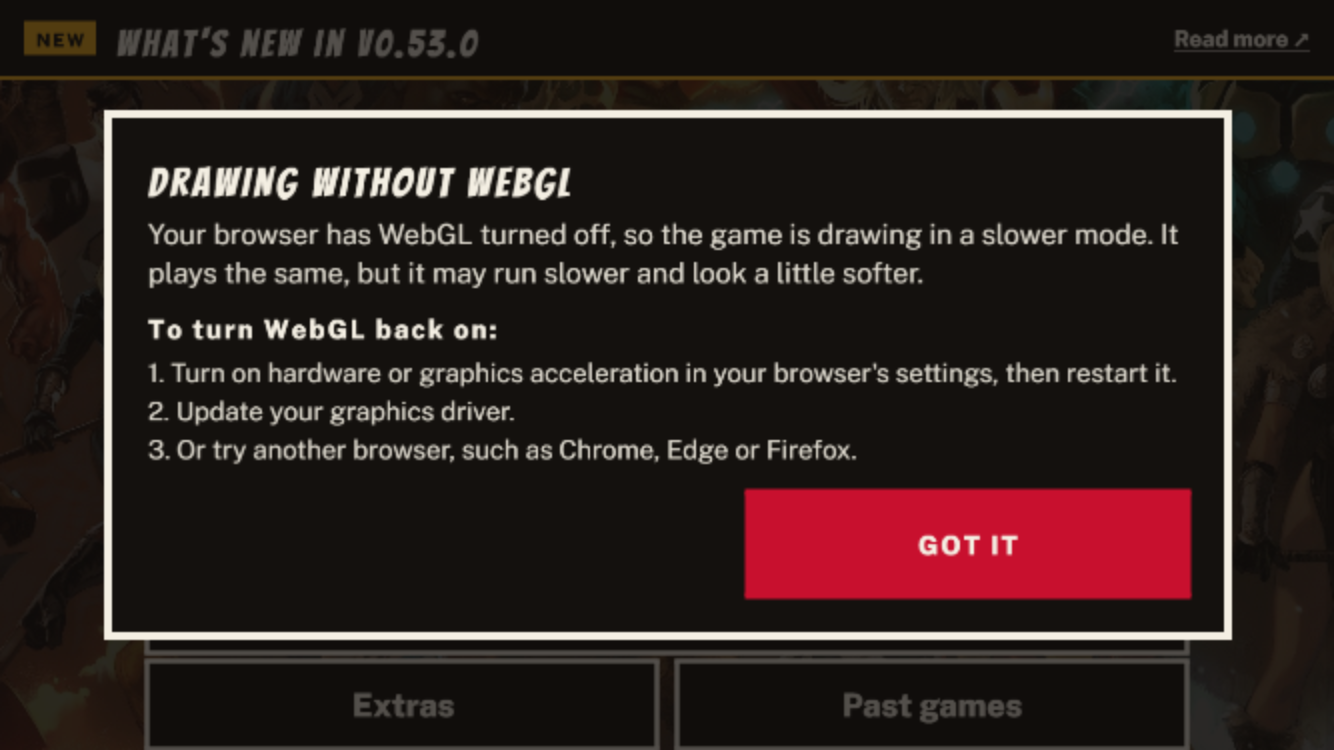 NEW WHAT'S NEW IN V0.53.0 Read more ↗
DRAWING WITHOUT WEBGL
Your browser has WebGL turned off, so the game is drawing in a slower mode. It
plays the same, but it may run slower and look a little softer.
To turn WebGL back on:
1. Turn on hardware or graphics acceleration in your browser's settings, then restart it.
2. Update your graphics driver.
3. Or try another browser, such as Chrome, Edge or Firefox.
GOT IT
Extras Past games